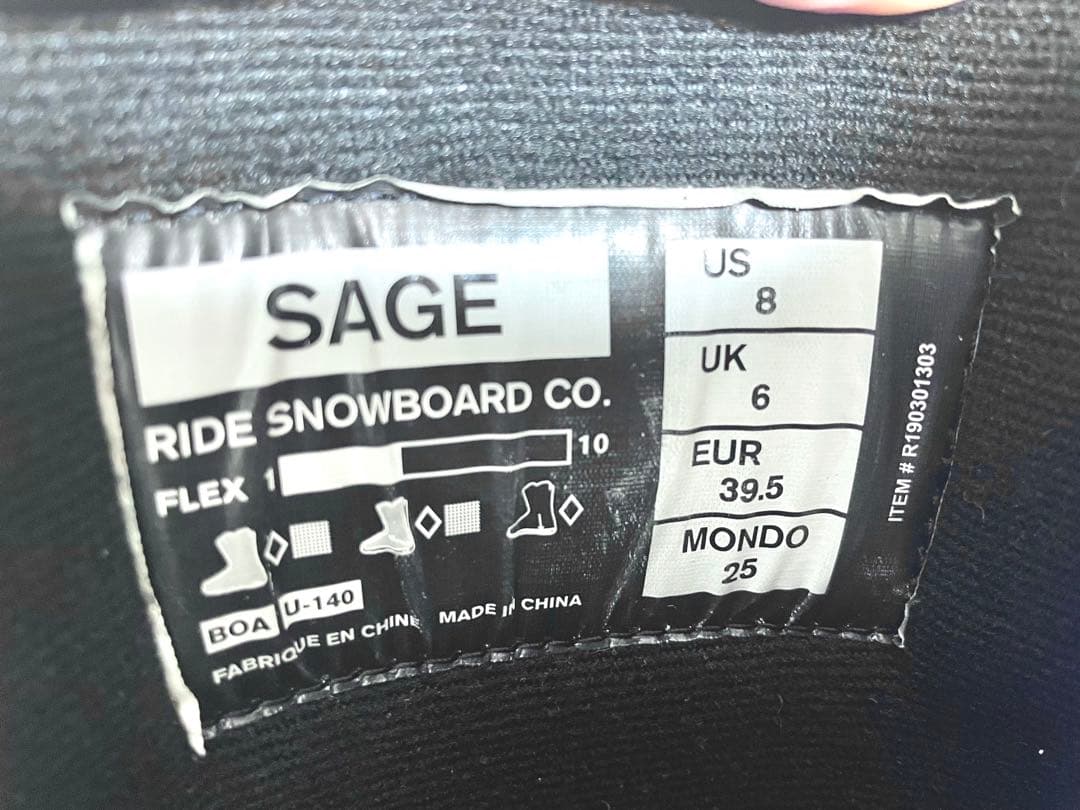 SAGE
RIDE SNOWBOARD CO.
FLEX 1 10
BOA U-140
FABRIQUE EN CHINE MADE IN CHINA
US
8
UK
6
EUR
39.5
MONDO
25
ITEM # R190301303